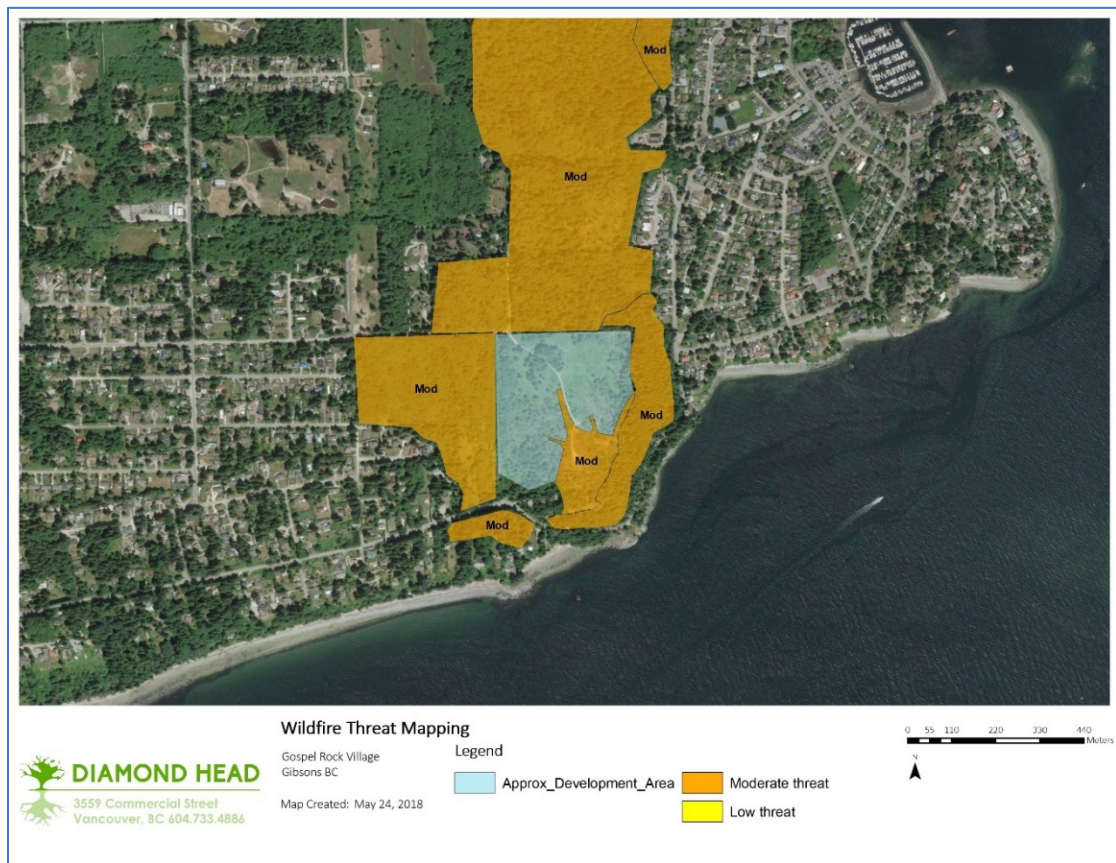 Mod
Mod
Mod
Mod
Mod
Mod
Wildfire Threat Mapping
Gospel Rock Village
Gibsons BC
Map Created: May 24, 2018
Legend
Approx_Development_Area
Moderate threat
Low threat
0 55 110 220 330 440
Meters
N
DIAMOND HEAD
3559 Commercial Street
Vancouver, BC 604.733.4886